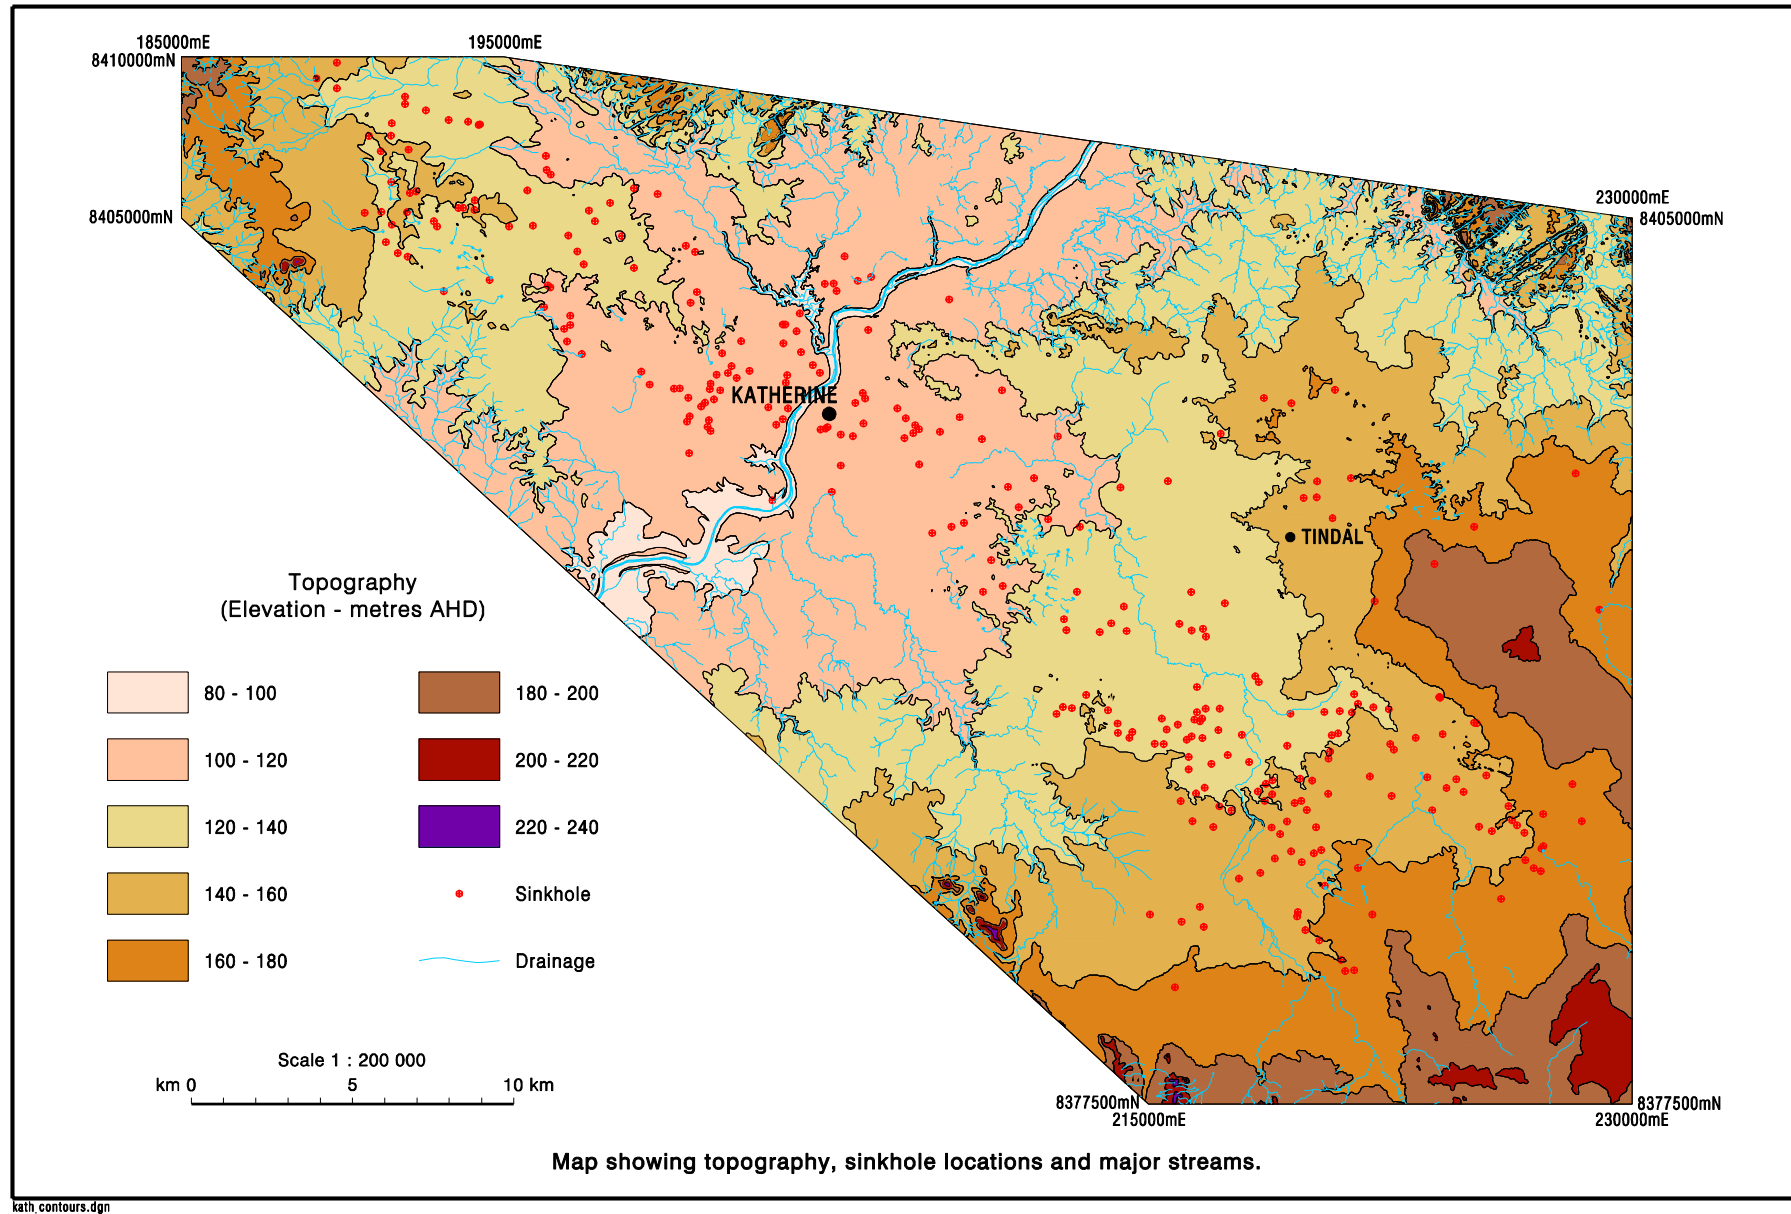 185000mE
195000mE
8410000mN
8405000mN
230000mE
8405000mN
KATHERINE
TINDAL
Topography
(Elevation - metres AHD)
80 - 100
180 - 200
100 - 120
200 - 220
120 - 140
220 - 240
140 - 160
Sinkhole
160 - 180
Drainage
Scale 1 : 200 000
km 0 5 10 km
8377500mN
8377500mN
215000mE
230000mE
Map showing topography, sinkhole locations and major streams.
kath_contours.dgn